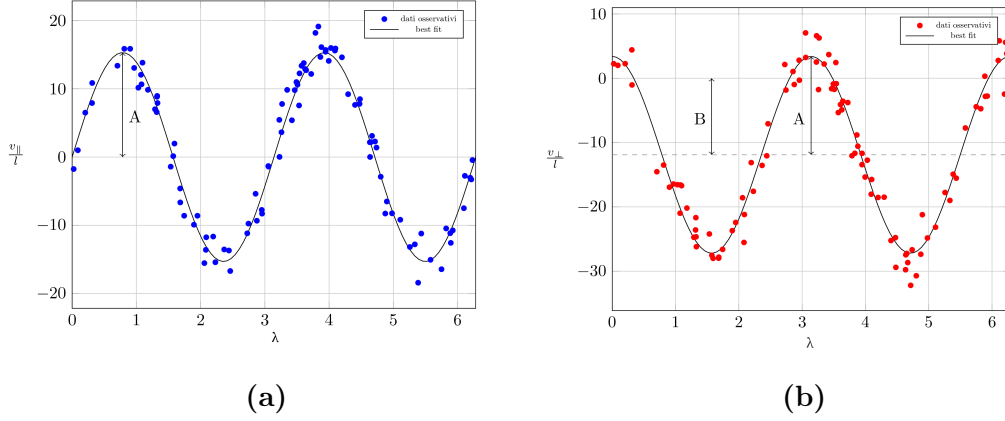 dati osservativi
best fit
20
10
0
−10
−20
v∥
l
A
0 1 2 3 4 5 6
λ
(a)
dati osservativi
best fit
10
0
−10
−20
−30
v⊥
l
B A
0 1 2 3 4 5 6
λ
(b)